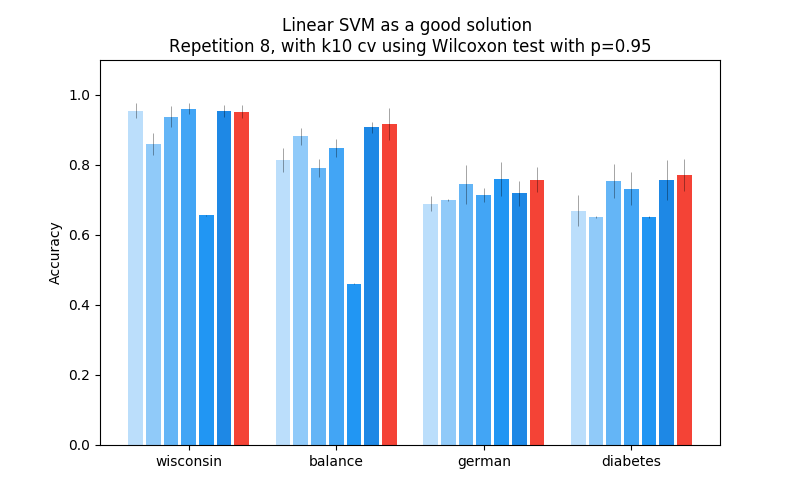 Linear SVM as a good solution
Repetition 8, with k10 cv using Wilcoxon test with p=0.95
1.0
0.8
0.6
0.4
0.2
0.0
Accuracy
wisconsin
balance
german
diabetes